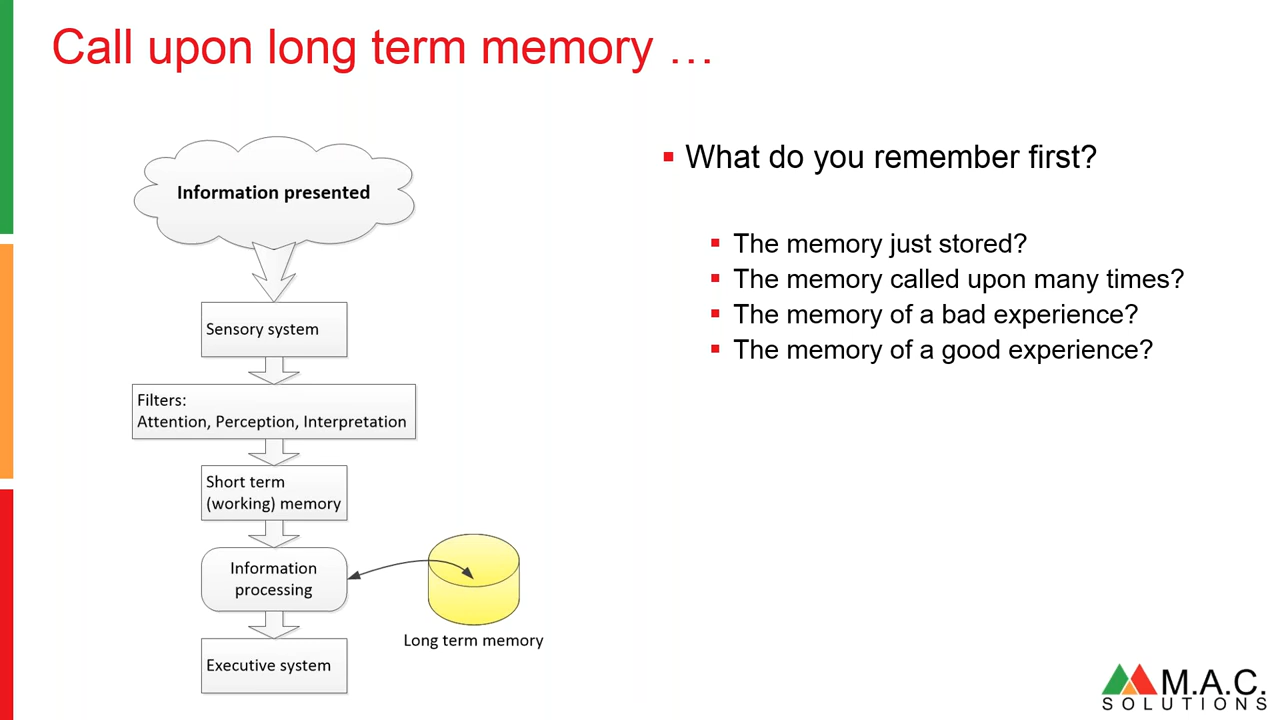 Call upon long term memory …
Information presented
Sensory system
Filters:
Attention, Perception, Interpretation
Short term
(working) memory
Information
processing
Long term memory
Executive system
▪ What do you remember first?
▪ The memory just stored?
▪ The memory called upon many times?
▪ The memory of a bad experience?
▪ The memory of a good experience?
M.A.C.
SOLUTIONS